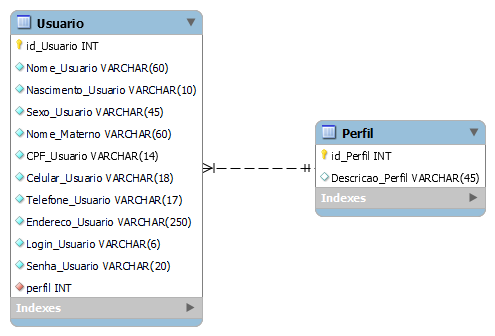 Usuario
id_Usuario INT
Nome_Usuario VARCHAR(60)
Nascimento_Usuario VARCHAR(10)
Sexo_Usuario VARCHAR(45)
Nome_Materno VARCHAR(60)
CPF_Usuario VARCHAR(14)
Celular_Usuario VARCHAR(18)
Telefone_Usuario VARCHAR(17)
Endereco_Usuario VARCHAR(250)
Login_Usuario VARCHAR(6)
Senha_Usuario VARCHAR(20)
perfil INT
Indexes
Perfil
id_Perfil INT
Descricao_Perfil VARCHAR(45)
Indexes